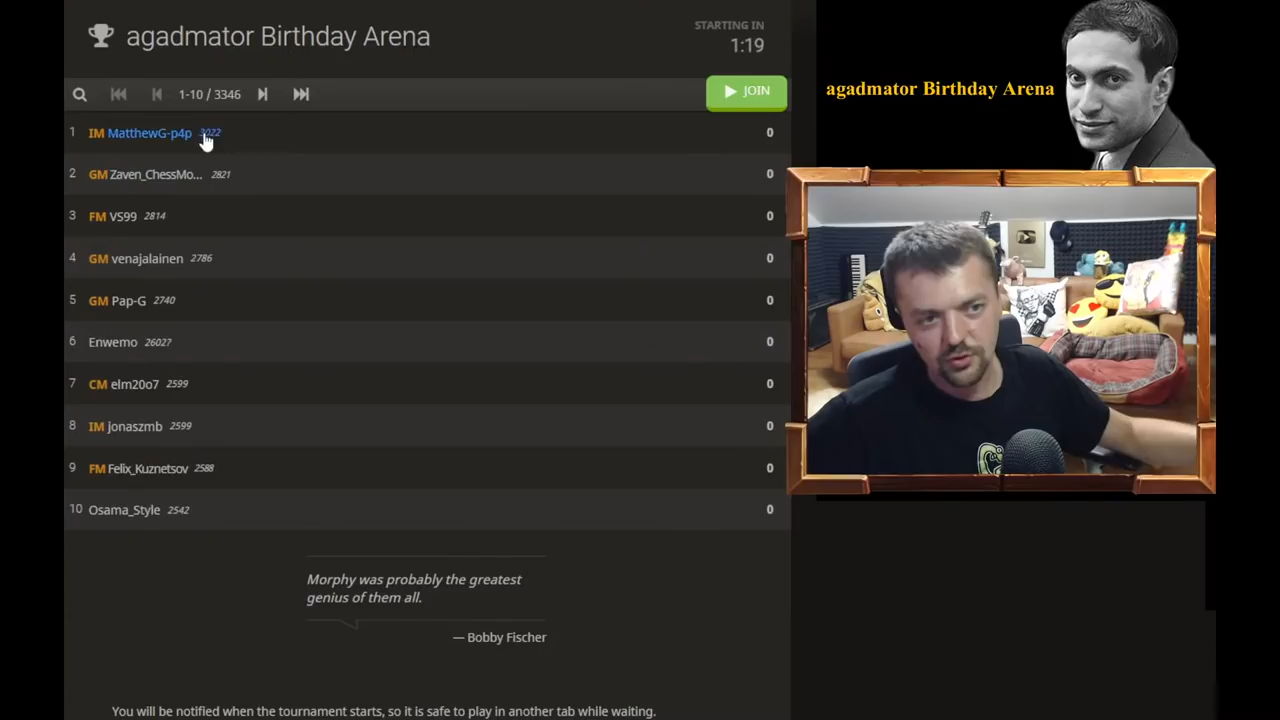 agadmator Birthday Arena
STARTING IN
1:19
1-10 / 3346
JOIN
1 IM MatthewG-p4p 3022
2 GM Zaven_ChessMo... 2821 0
3 FM VS99 2814 0
4 GM venajalainen 2786 0
5 GM Pap-G 2740 0
6 Enwemo 26027 0
7 CM elm20o7 2599 0
8 IM jonaszmb 2599 0
9 FM Felix_Kuznetsov 2588 0
10 Osama_Style 2542 0
Morphy was probably the greatest
genius of them all.
— Bobby Fischer
You will be notified when the tournament starts, so it is safe to play in another tab while waiting.
agadmator Birthday Arena